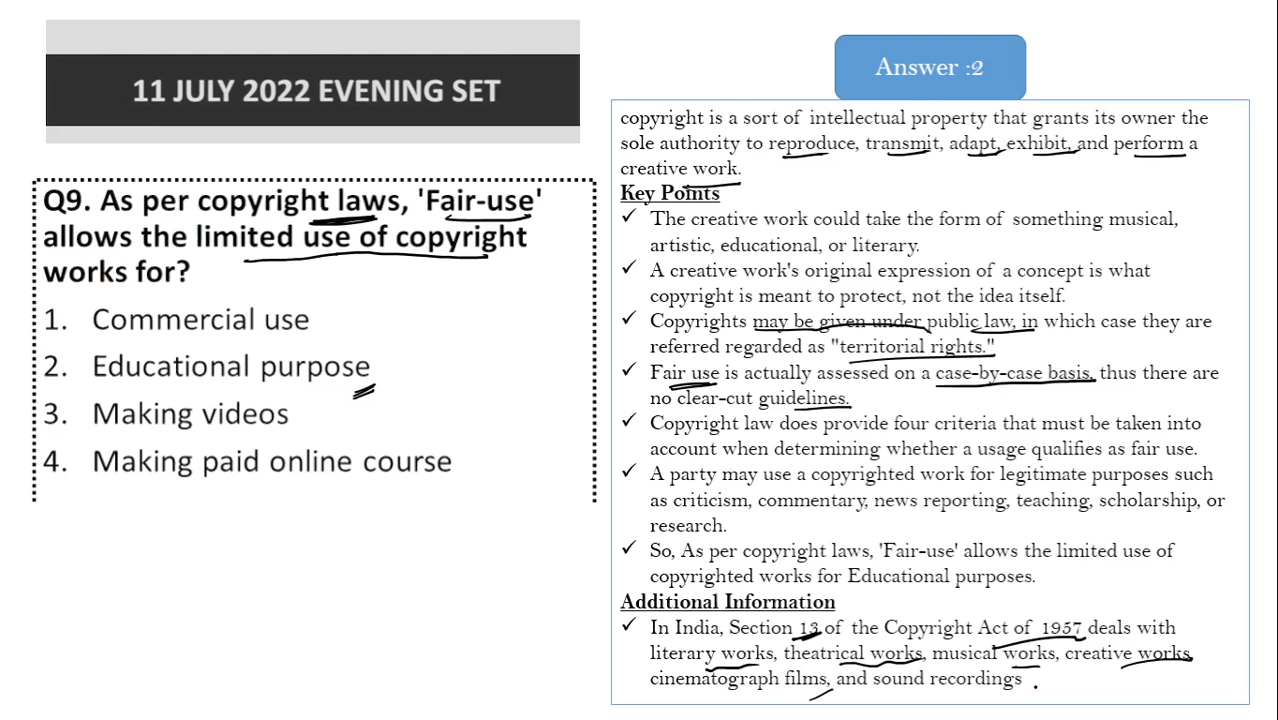 11 JULY 2022 EVENING SET
Q9. As per copyright laws, 'Fair-use'
allows the limited use of copyright
works for?
1. Commercial use
2. Educational purpose
3. Making videos
4. Making paid online course
Answer :2
copyright is a sort of intellectual property that grants its owner the
sole authority to reproduce, transmit, adapt, exhibit, and perform a
creative work.
Key Points
✓ The creative work could take the form of something musical,
artistic, educational, or literary.
✓ A creative work's original expression of a concept is what
copyright is meant to protect, not the idea itself.
✓ Copyrights may be given under public law, in which case they are
referred regarded as "territorial rights."
✓ Fair use is actually assessed on a case-by-case basis, thus there are
no clear-cut guidelines.
✓ Copyright law does provide four criteria that must be taken into
account when determining whether a usage qualifies as fair use.
✓ A party may use a copyrighted work for legitimate purposes such
as criticism, commentary, news reporting, teaching, scholarship, or
research.
✓ So, As per copyright laws, 'Fair-use' allows the limited use of
copyrighted works for Educational purposes.
Additional Information
✓ In India, Section 13 of the Copyright Act of 1957 deals with
literary works, theatrical works, musical works, creative works,
cinematograph films, and sound recordings